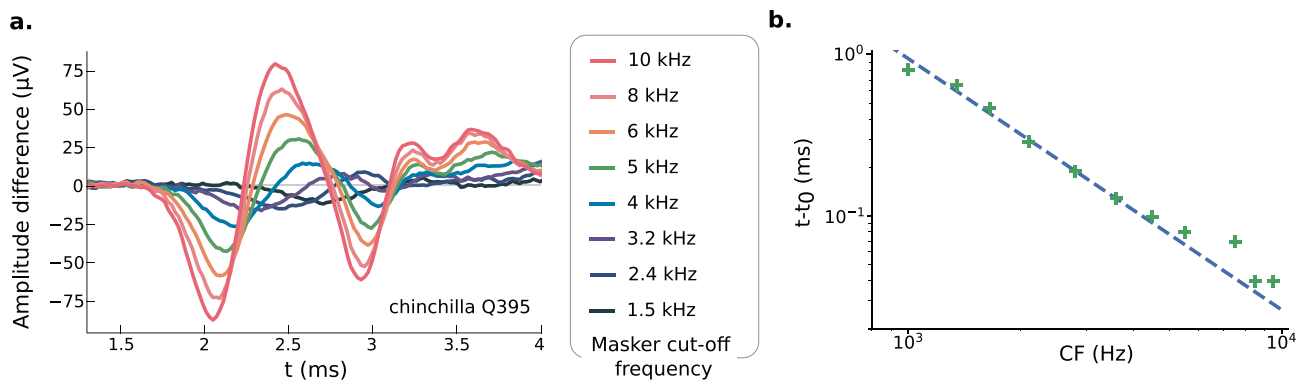 a.
Amplitude difference (μV)
75
50
25
0
−25
−50
−75
1.5
2
2.5
3
3.5
4
t (ms)
chinchilla Q395
10 kHz
8 kHz
6 kHz
5 kHz
4 kHz
3.2 kHz
2.4 kHz
1.5 kHz
Masker cut-off
frequency
b.
t-t0 (ms)
10⁰
10⁻¹
10³
10⁴
CF (Hz)